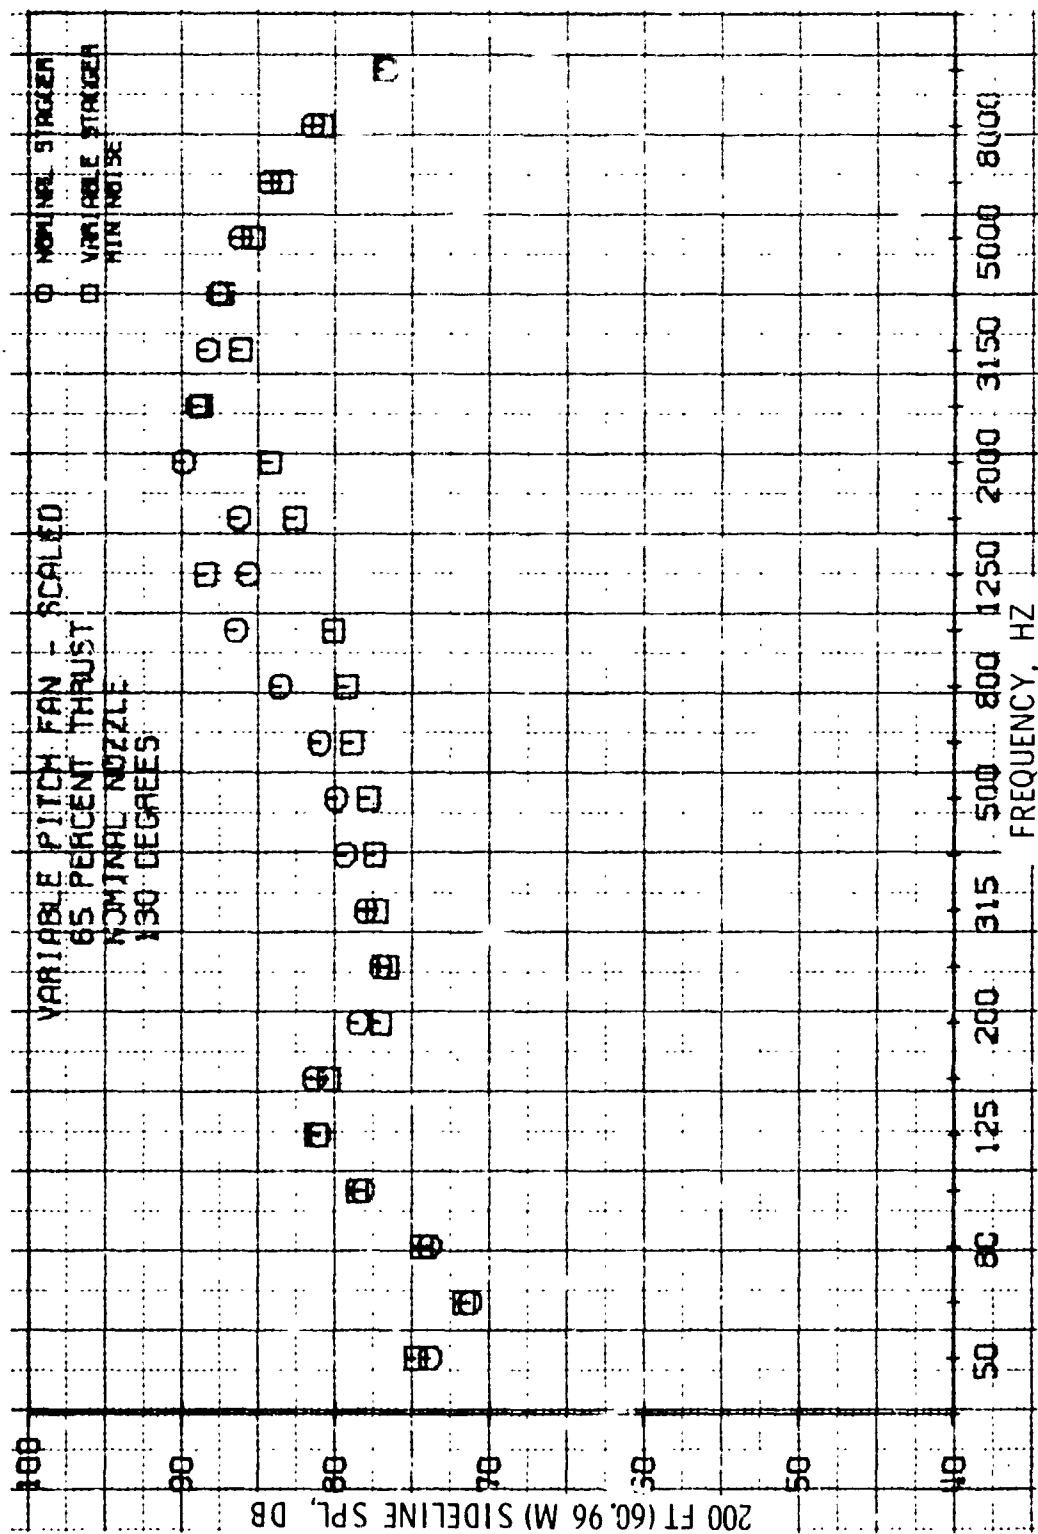 VARIABLE PITCH FAN - SCALED
65 PERCENT THRUST
NOMINAL NOZZLE
130 DEGREES
NOMINAL STAGGER
VARIABLE STAGGER
MIN NOISE
200 FT (60.96 M) SIDELINE SPL, DB
100
90
80
70
60
50
40
50 80 125 200 315 500 800 1250 2000 3150 5000 8000
FREQUENCY, HZ